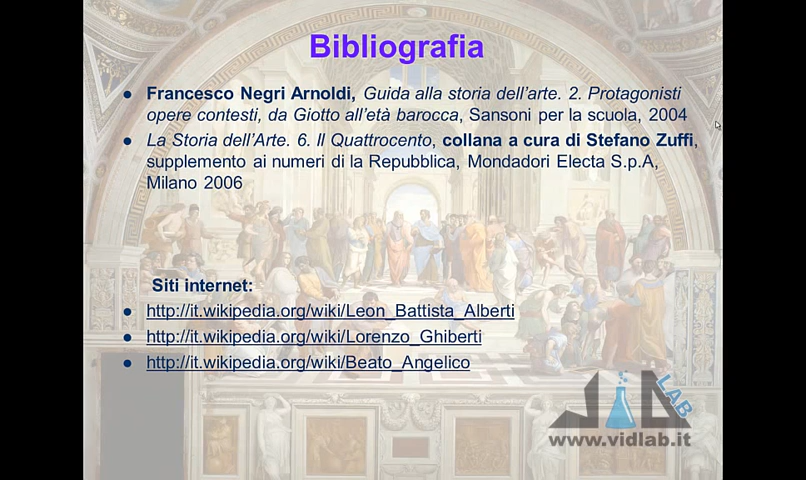 Bibliografia
● Francesco Negri Arnoldi, Guida alla storia dell'arte. 2. Protagonisti
opere contesti, da Giotto all'età barocca, Sansoni per la scuola, 2004
● La Storia dell'Arte. 6. Il Quattrocento, collana a cura di Stefano Zuffi,
supplemento ai numeri di la Repubblica, Mondadori Electa S.p.A,
Milano 2006
Siti internet:
● http://it.wikipedia.org/wiki/Leon_Battista_Alberti
● http://it.wikipedia.org/wiki/Lorenzo_Ghiberti
● http://it.wikipedia.org/wiki/Beato_Angelico
VID LAB
www.vidlab.it